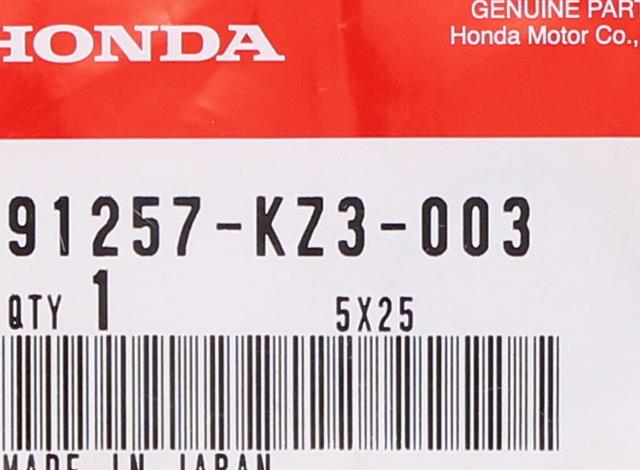 HONDA
GENUINE PAR
Honda Motor Co.,
91257-KZ3-003
QTY 1
5X25
MADE IN JAPAN